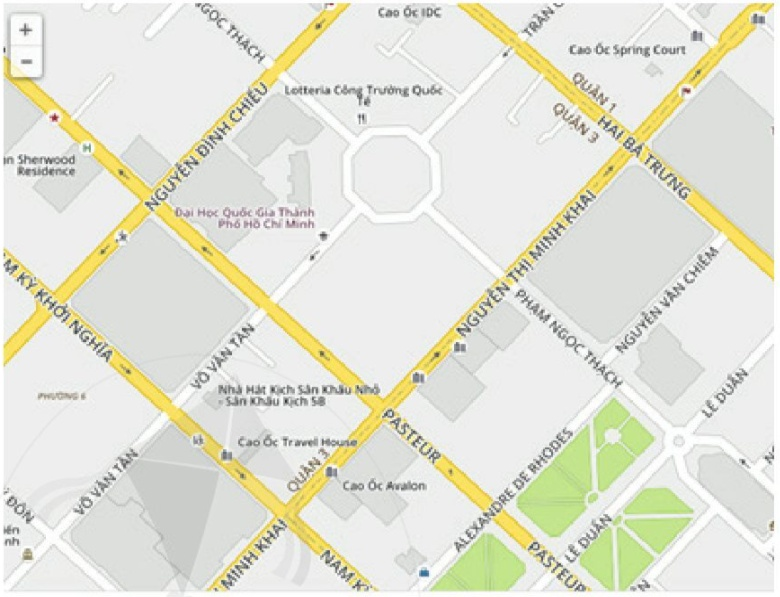 +
−
NGỌC THẠCH
Cao Ốc IDC
TRẦN C
Cao Ốc Spring Court
QUẬN 1
QUẬN 3
HAI BÀ TRƯNG
Lotteria Công Trường Quốc
Tế
NGUYỄN ĐÌNH CHIỂU
H
n Sherwood
Residence
Đại Học Quốc Gia Thành
Phố Hồ Chí Minh
NGUYỄN THỊ MINH KHAI
M KỲ KHỞI NGHĨA
PHẠM NGỌC THẠCH
NGUYỄN VĂN CHIÊM
VÕ VĂN TẦN
PHƯỜNG 6
Nhà Hát Kịch Sân Khấu Nhỏ
- Sân Khấu Kịch 5B
LÊ DUẨN
PASTEUR
Cao Ốc Travel House
QUẬN 3
Cao Ốc Avalon
VÕ VĂN TẦN
ALEXANDRE DE RHODES
LÊ DUẨN
Ý ĐÔN
MINH KHAI
NAM K
PASTEUR